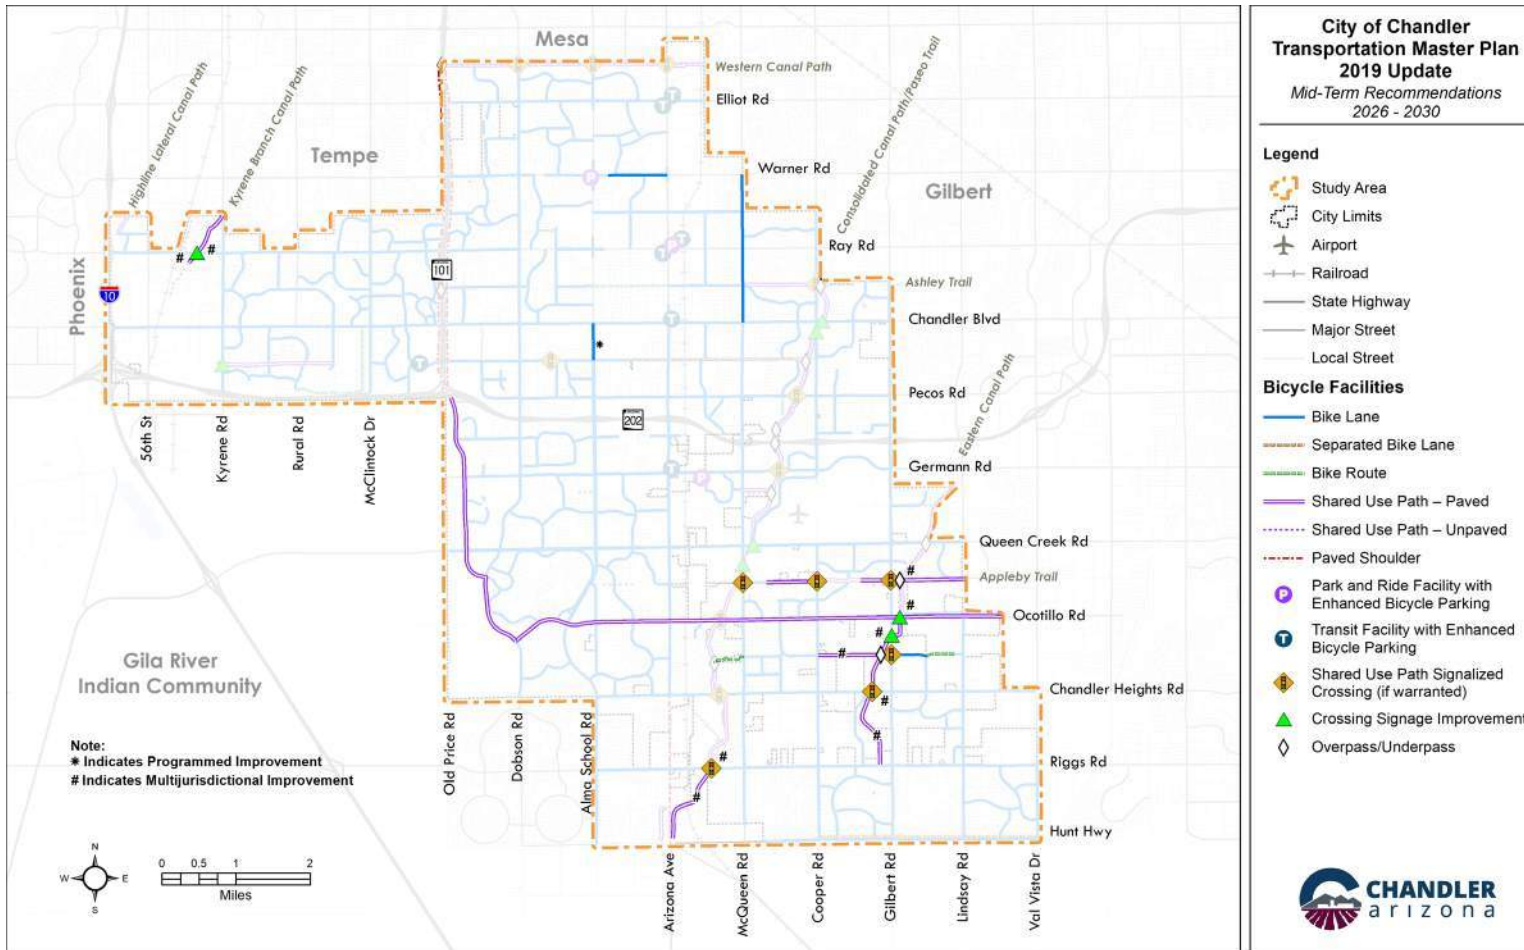 Mesa
Western Canal Path
Elliot Rd
Highline Lateral Canal Path
Kyrene Branch Canal Path
Consolidated Canal Path/Paseo Trail
Tempe
Warner Rd
Gilbert
Ray Rd
#
#
101
10
Phoenix
Ashley Trail
Chandler Blvd
*
T
T
P
T
P
T
T
T
Pecos Rd
Eastern Canal Path
202
56th St
Kyrene Rd
Rural Rd
McClintock Dr
Germann Rd
T
P
Queen Creek Rd
#
Appleby Trail
#
Ocotillo Rd
#
#
Gila River
Indian Community
Chandler Heights Rd
#
#
Old Price Rd
Dobson Rd
Alma School Rd
#
Riggs Rd
#
Hunt Hwy
Note:
* Indicates Programmed Improvement
# Indicates Multijurisdictional Improvement
N
W
E
S
0 0.5 1 2
Miles
Arizona Ave
McQueen Rd
Cooper Rd
Gilbert Rd
Lindsay Rd
Val Vista Dr
City of Chandler
Transportation Master Plan
2019 Update
Mid-Term Recommendations
2026 - 2030
Legend
Study Area
City Limits
Airport
Railroad
State Highway
Major Street
Local Street
Bicycle Facilities
Bike Lane
Separated Bike Lane
Bike Route
Shared Use Path – Paved
Shared Use Path – Unpaved
Paved Shoulder
P
Park and Ride Facility with
Enhanced Bicycle Parking
T
Transit Facility with Enhanced
Bicycle Parking
Shared Use Path Signalized
Crossing (if warranted)
Crossing Signage Improvement
Overpass/Underpass
CHANDLER
arizona